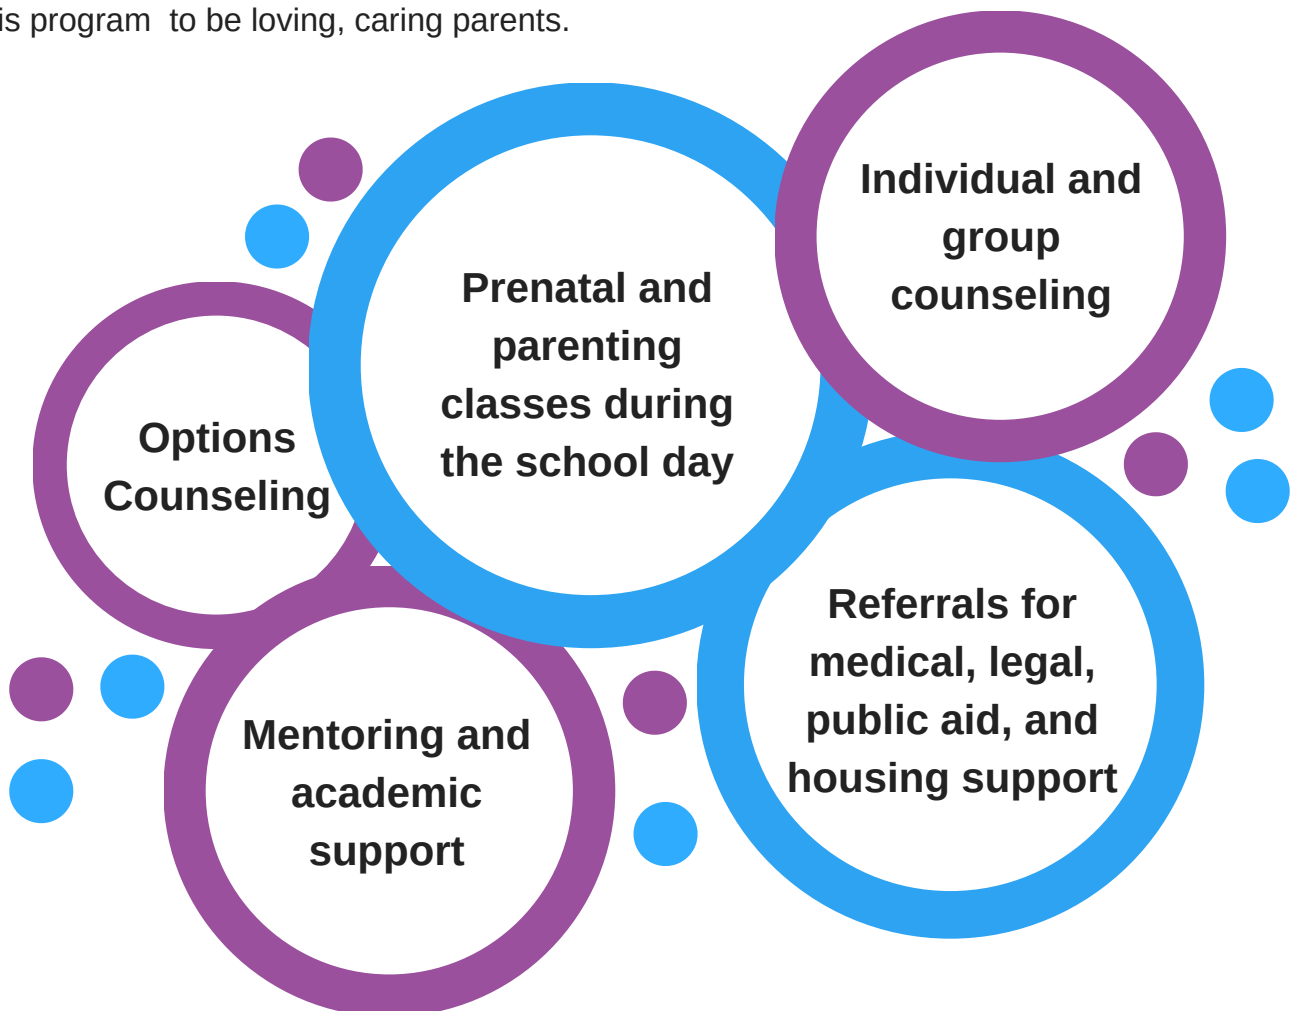 is program  to be loving, caring parents.
Individual and
group
counseling
Prenatal and
parenting
classes during
the school day
Options
Counseling
Referrals for
medical, legal,
public aid, and
housing support
Mentoring and
academic
support